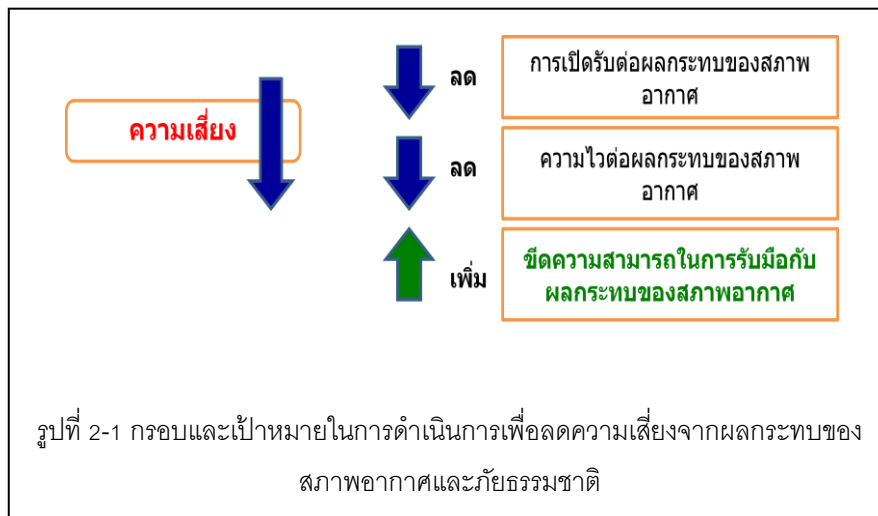 ลด
การเปิดรับต่อผลกระทบของสภาพ
อากาศ
ความเสี่ยง
ลด
ความไวต่อผลกระทบของสภาพ
อากาศ
เพิ่ม
ขีดความสามารถในการรับมือกับ
ผลกระทบของสภาพอากาศ
รูปที่ 2-1 กรอบและเป้าหมายในการดำเนินการเพื่อลดความเสี่ยงจากผลกระทบของ
สภาพอากาศและภัยธรรมชาติ